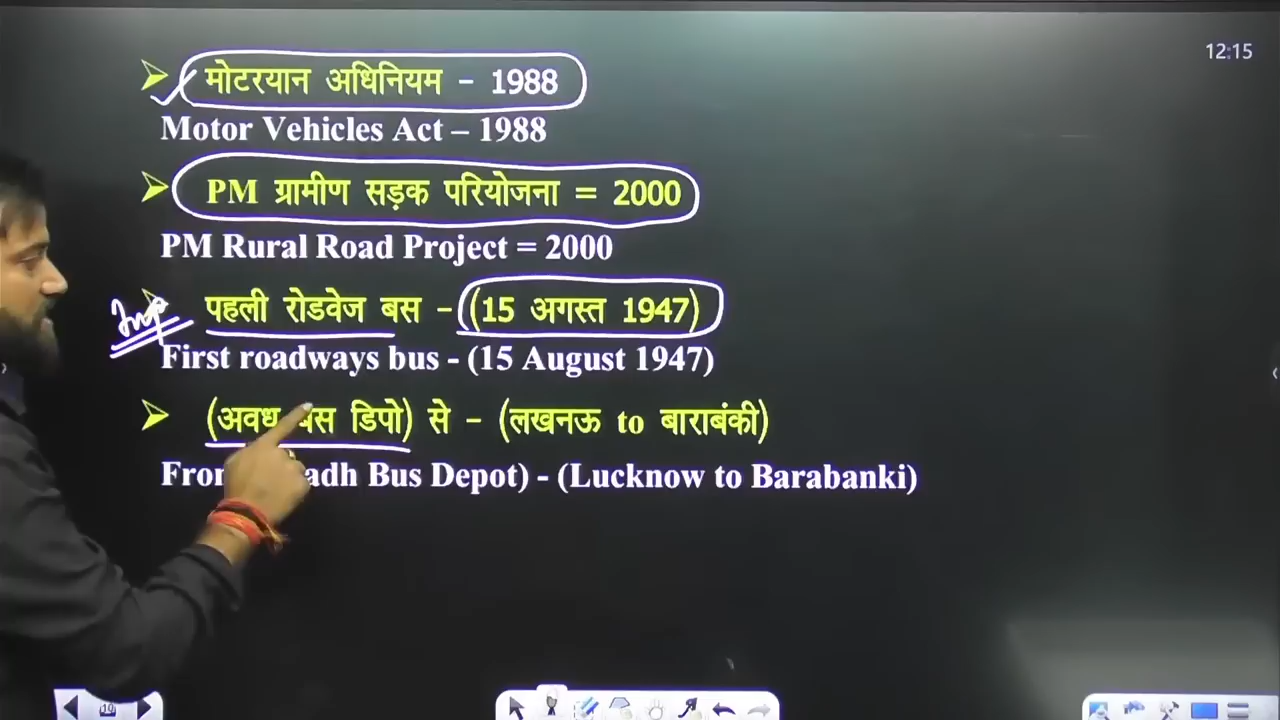 12:15
मोटरयान अधिनियम - 1988
Motor Vehicles Act – 1988
PM ग्रामीण सड़क परियोजना = 2000
PM Rural Road Project = 2000
Imp पहली रोडवेज बस - (15 अगस्त 1947)
First roadways bus - (15 August 1947)
(अवध बस डिपो) से - (लखनऊ to बाराबंकी)
Bus Depot) - (Lucknow to Barabanki)
10